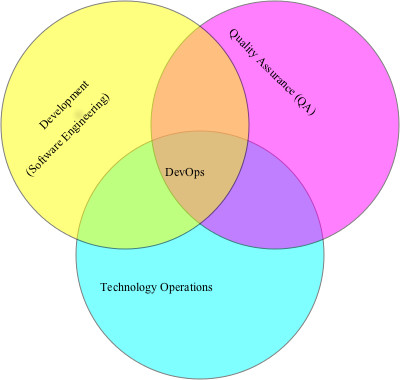 Development
(Software Engineering)
Quality Assurance (QA)
DevOps
Technology Operations